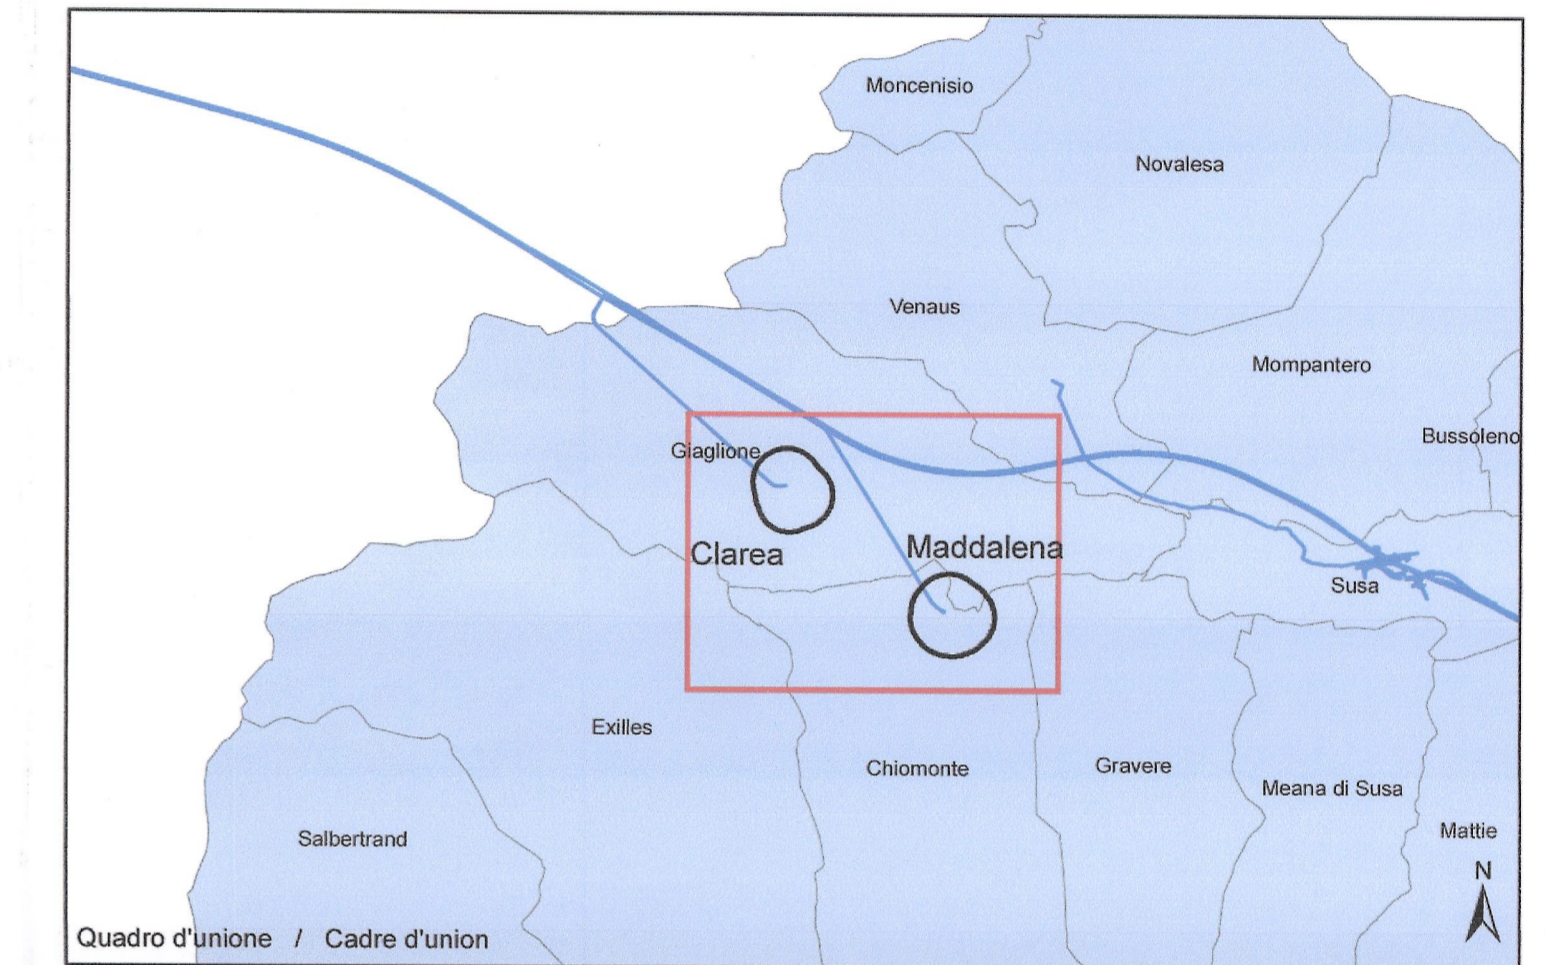 Moncenisio
Novalesa
Venaus
Mompantero
Bussoleno
Giaglione
Clarea
Maddalena
Susa
Exilles
Chiomonte
Gravere
Meana di Susa
Salbertrand
Mattie
N
Quadro d'unione / Cadre d'union